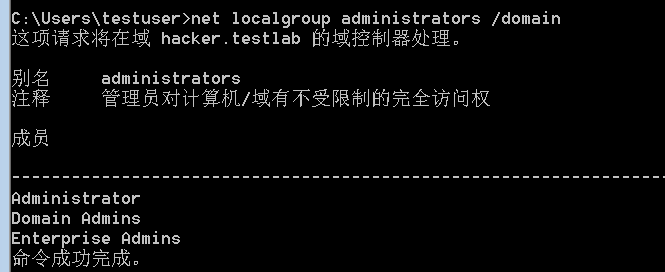 C:\Users\testuser>net localgroup administrators /domain
这项请求将在域 hacker.testlab 的域控制器处理。
别名     administrators
注释     管理员对计算机/域有不受限制的完全访问权
成员
-------------------------------------------------------------------------------
Administrator
Domain Admins
Enterprise Admins
命令成功完成。